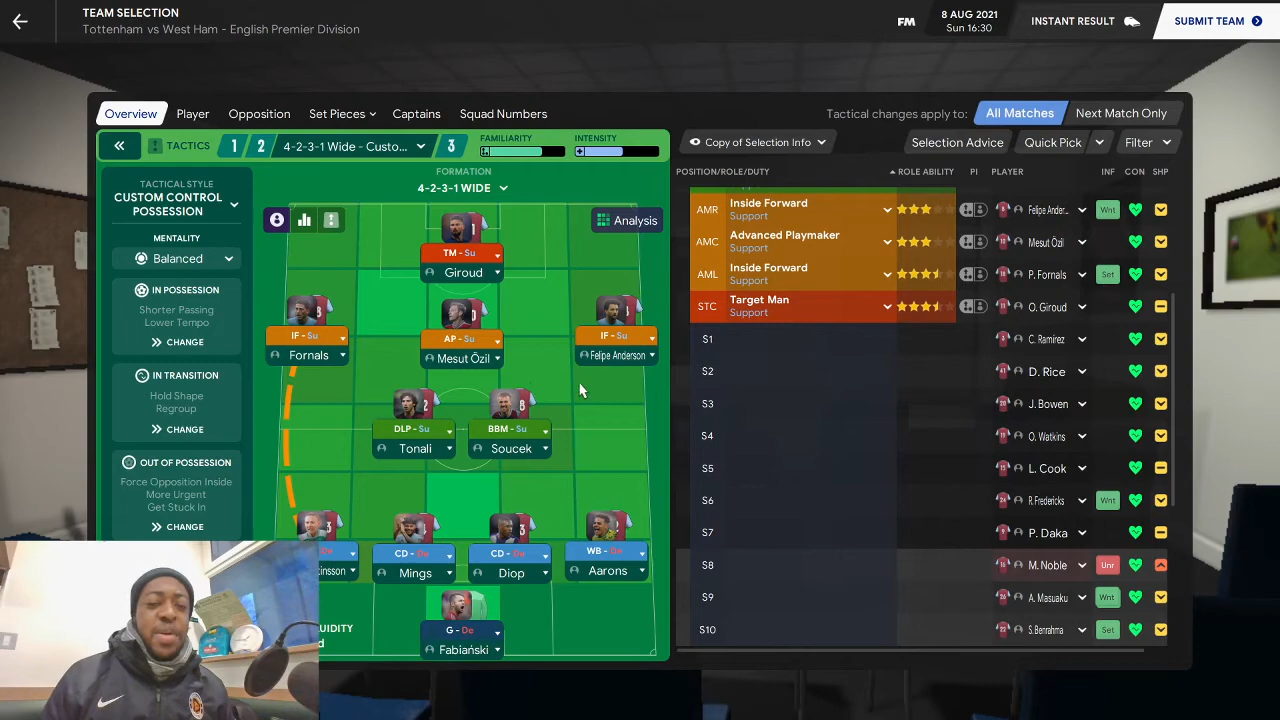 TEAM SELECTION
Tottenham vs West Ham - English Premier Division
FM
8 AUG 2021
Sun 16:30
INSTANT RESULT
SUBMIT TEAM
Overview
Player
Opposition
Set Pieces
Captains
Squad Numbers
Tactical changes apply to:
All Matches
Next Match Only
TACTICS
1
2
4-2-3-1 Wide - Custo...
3
FAMILIARITY
INTENSITY
Copy of Selection Info
Selection Advice
Quick Pick
Filter
TACTICAL STYLE
CUSTOM CONTROL
POSSESSION
MENTALITY
Balanced
IN POSSESSION
Shorter Passing
Lower Tempo
CHANGE
IN TRANSITION
Hold Shape
Regroup
CHANGE
OUT OF POSSESSION
Force Opposition Inside
More Urgent
Get Stuck In
CHANGE
FORMATION
4-2-3-1 WIDE
Analysis
TM - Su
Giroud
IF - Su
Fornals
AP - Su
Mesut Özil
IF - Su
Felipe Anderson
DLP - Su
Tonali
BBM - Su
Soucek
CD - De
Mings
CD - De
Diop
WB - De
Aarons
G - De
Fabiański
POSITION/ROLE/DUTY
ROLE ABILITY
PI
PLAYER
INF
CON
SHP
AMR
Inside Forward
Support
Felipe Ander...
Wnt
AMC
Advanced Playmaker
Support
Mesut Özil
AML
Inside Forward
Support
P. Fornals
Set
STC
Target Man
Support
O. Giroud
S1
C. Ramirez
S2
D. Rice
S3
J. Bowen
S4
O. Watkins
S5
L. Cook
S6
R. Fredericks
Wnt
S7
P. Daka
S8
M. Noble
Unr
S9
A. Masuaku
Wnt
S10
S. Benrahma
Set